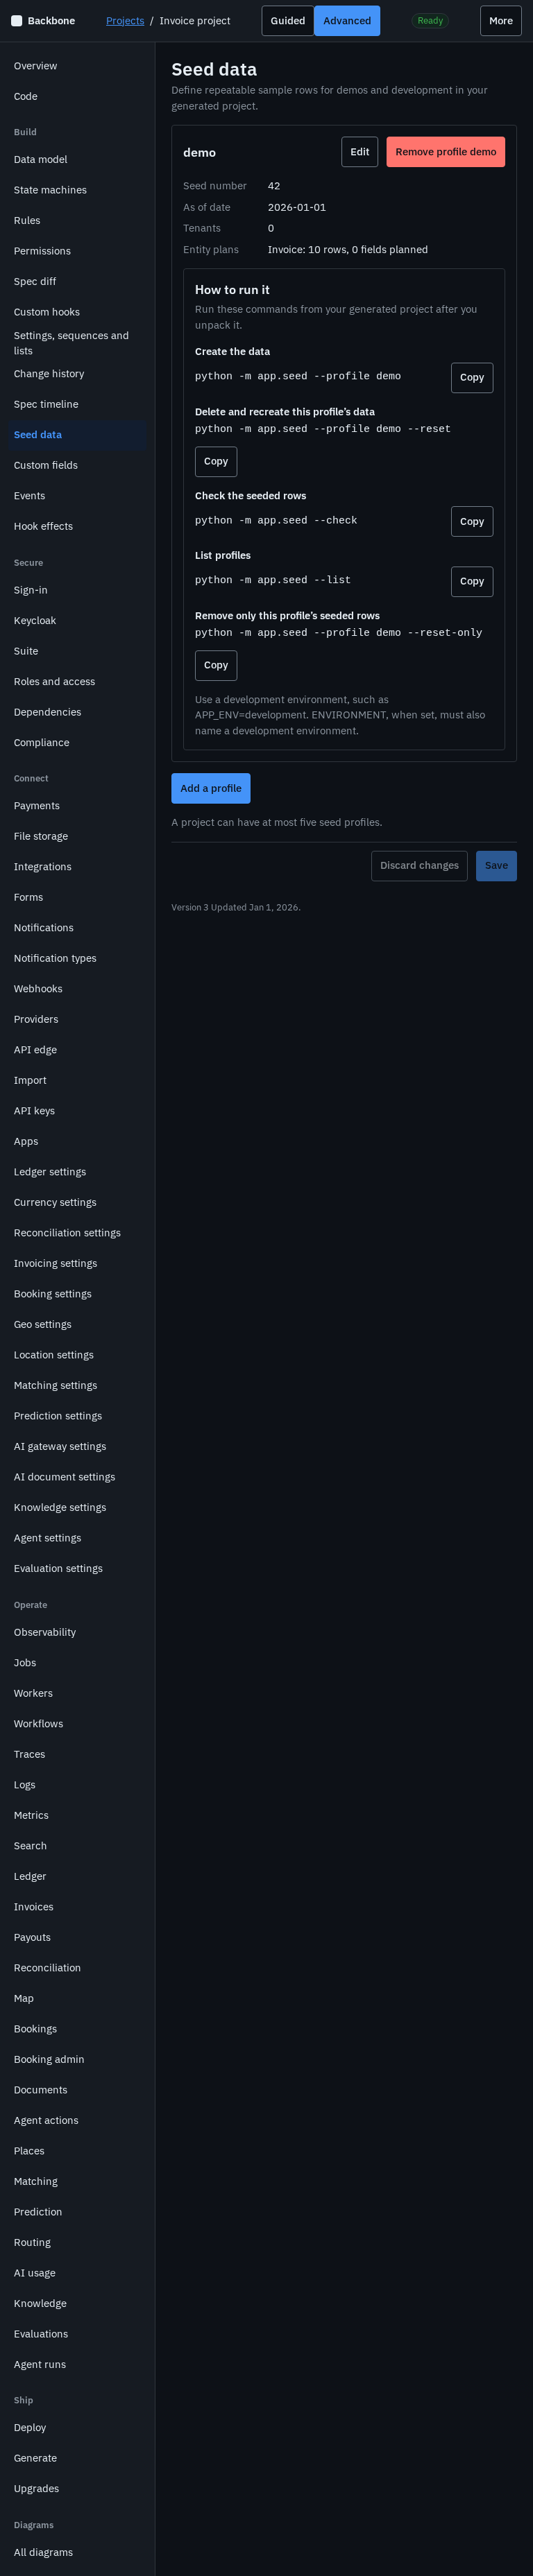 Backbone
Projects / Invoice project
Guided
Advanced
Ready
More
Overview
Code
Build
Data model
State machines
Rules
Permissions
Spec diff
Custom hooks
Settings, sequences and
lists
Change history
Spec timeline
Seed data
Custom fields
Events
Hook effects
Secure
Sign-in
Keycloak
Suite
Roles and access
Dependencies
Compliance
Connect
Payments
File storage
Integrations
Forms
Notifications
Notification types
Webhooks
Providers
API edge
Import
API keys
Apps
Ledger settings
Currency settings
Reconciliation settings
Invoicing settings
Booking settings
Geo settings
Location settings
Matching settings
Prediction settings
AI gateway settings
AI document settings
Knowledge settings
Agent settings
Evaluation settings
Operate
Observability
Jobs
Workers
Workflows
Traces
Logs
Metrics
Search
Ledger
Invoices
Payouts
Reconciliation
Map
Bookings
Booking admin
Documents
Agent actions
Places
Matching
Prediction
Routing
AI usage
Knowledge
Evaluations
Agent runs
Ship
Deploy
Generate
Upgrades
Diagrams
All diagrams
Seed data
Define repeatable sample rows for demos and development in your
generated project.
demo
Edit
Remove profile demo
Seed number 42
As of date 2026-01-01
Tenants 0
Entity plans Invoice: 10 rows, 0 fields planned
How to run it
Run these commands from your generated project after you
unpack it.
Create the data
python -m app.seed --profile demo
Copy
Delete and recreate this profile’s data
python -m app.seed --profile demo --reset
Copy
Check the seeded rows
python -m app.seed --check
Copy
List profiles
python -m app.seed --list
Copy
Remove only this profile’s seeded rows
python -m app.seed --profile demo --reset-only
Copy
Use a development environment, such as
APP_ENV=development. ENVIRONMENT, when set, must also
name a development environment.
Add a profile
A project can have at most five seed profiles.
Discard changes
Save
Version 3 Updated Jan 1, 2026.